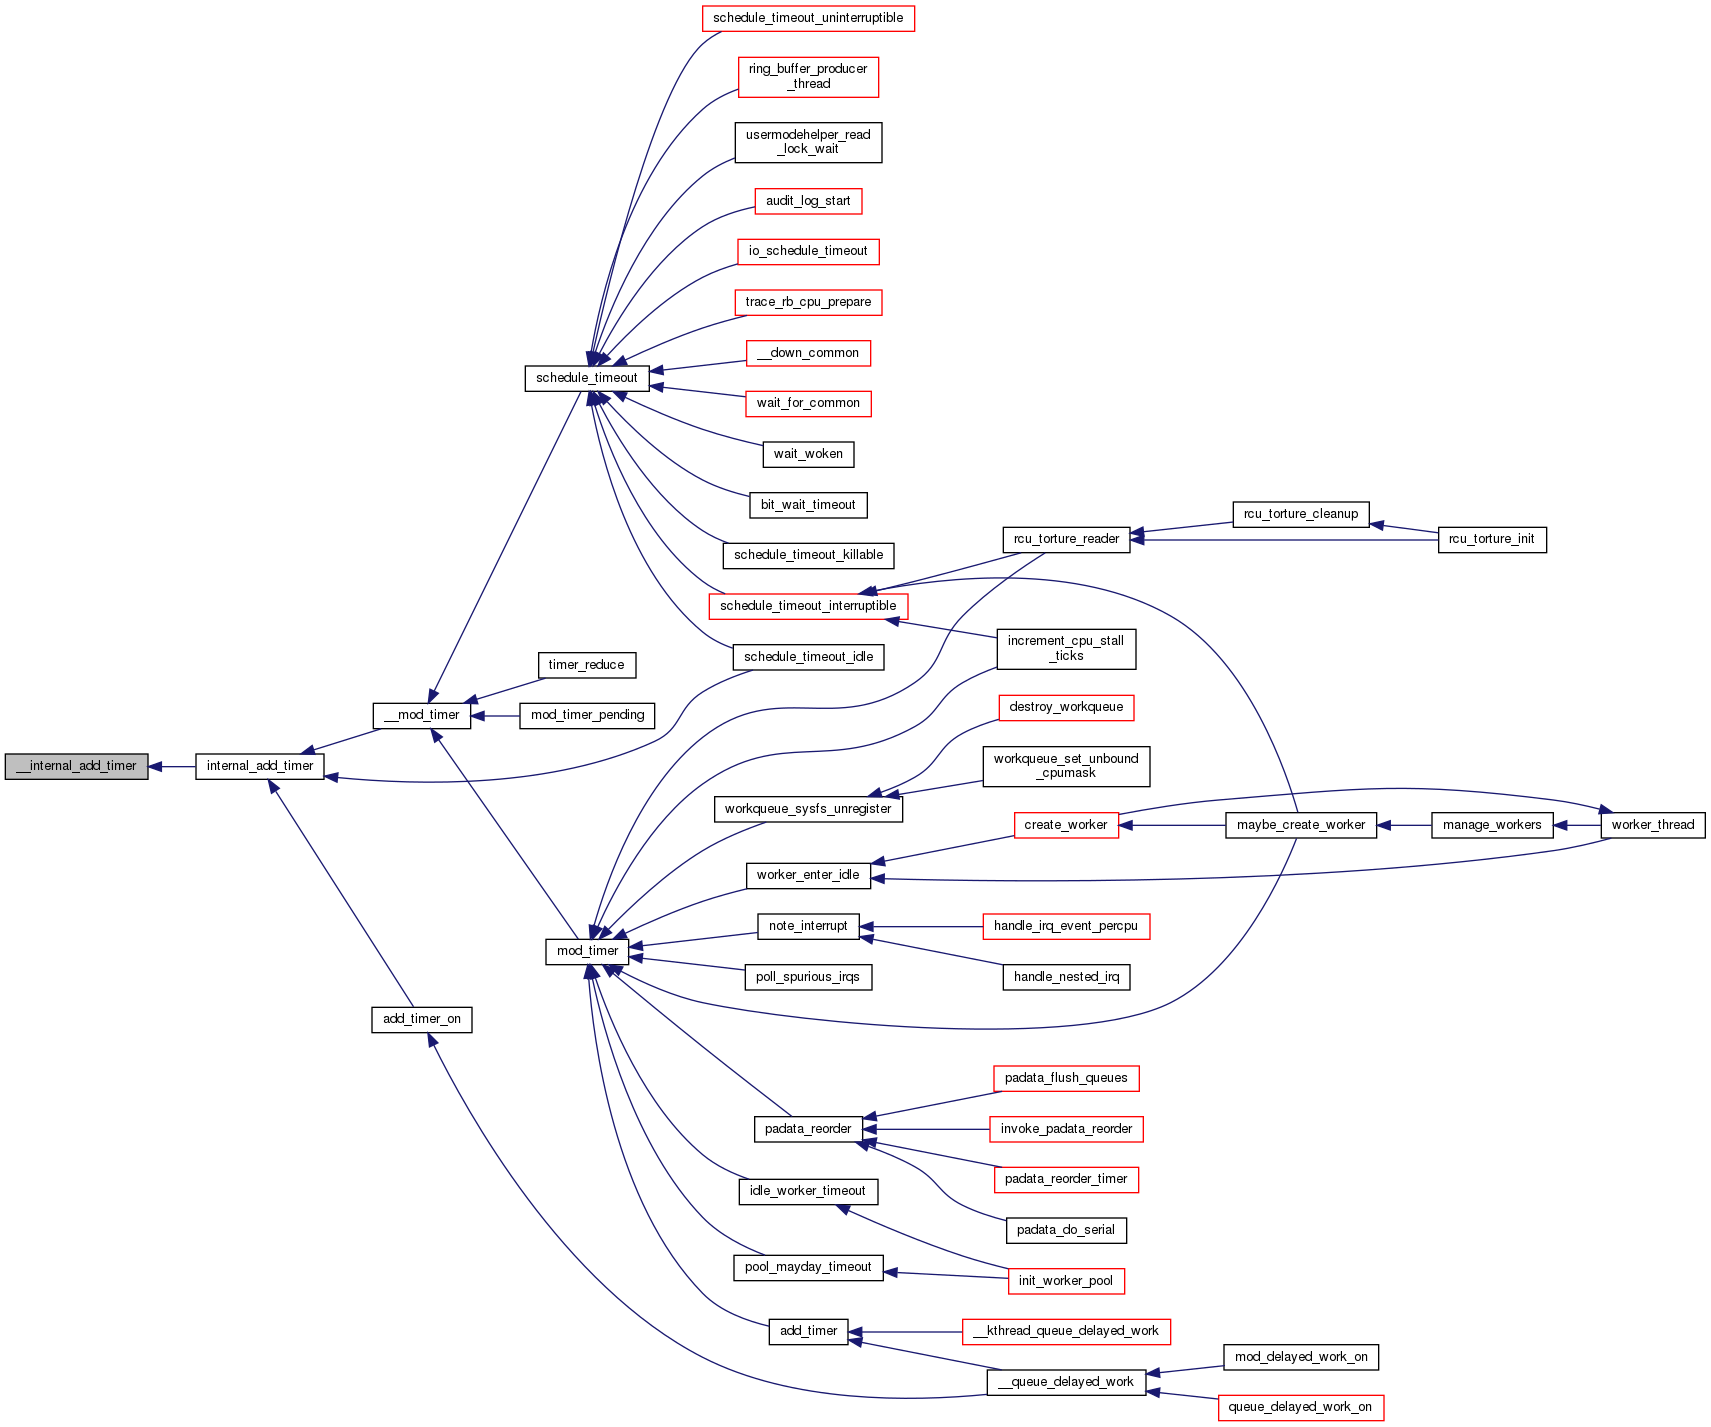 schedule_timeout_uninterruptible
ring_buffer_producer
_thread
usermodehelper_read
_lock_wait
audit_log_start
io_schedule_timeout
trace_rb_cpu_prepare
__down_common
schedule_timeout
wait_for_common
wait_woken
bit_wait_timeout
rcu_torture_cleanup
rcu_torture_reader
rcu_torture_init
schedule_timeout_killable
schedule_timeout_interruptible
increment_cpu_stall
_ticks
schedule_timeout_idle
timer_reduce
__mod_timer
mod_timer_pending
destroy_workqueue
__internal_add_timer
internal_add_timer
workqueue_set_unbound
_cpumask
workqueue_sysfs_unregister
create_worker
maybe_create_worker
manage_workers
worker_thread
worker_enter_idle
note_interrupt
handle_irq_event_percpu
mod_timer
poll_spurious_irqs
handle_nested_irq
add_timer_on
padata_flush_queues
padata_reorder
invoke_padata_reorder
padata_reorder_timer
idle_worker_timeout
padata_do_serial
pool_mayday_timeout
init_worker_pool
add_timer
__kthread_queue_delayed_work
mod_delayed_work_on
__queue_delayed_work
queue_delayed_work_on